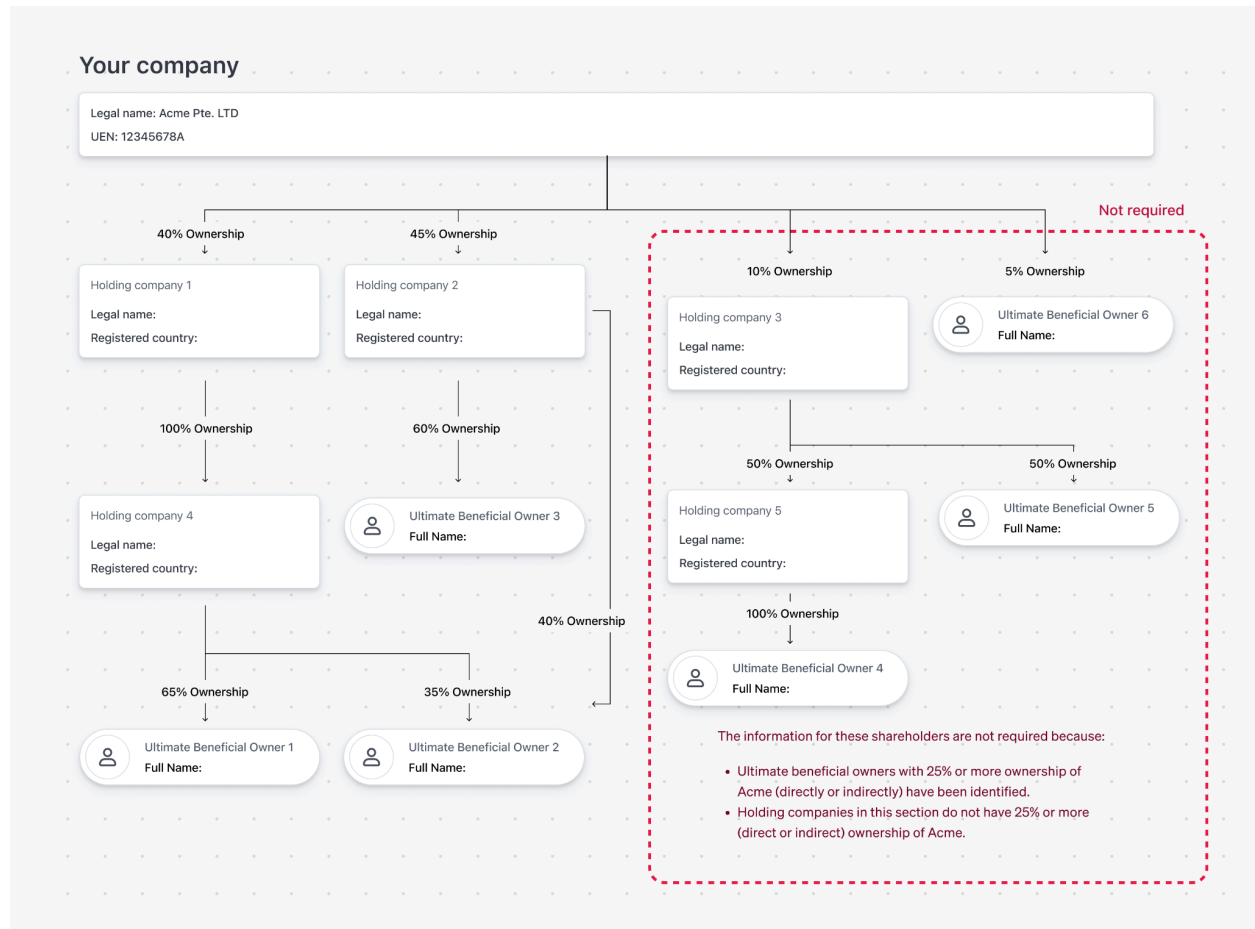 Your company
Legal name: Acme Pte. LTD
UEN: 12345678A
Not required
40% Ownership
45% Ownership
10% Ownership
5% Ownership
Holding company 1
Legal name:
Registered country:
Holding company 2
Legal name:
Registered country:
Holding company 3
Legal name:
Registered country:
Ultimate Beneficial Owner 6
Full Name:
100% Ownership
60% Ownership
50% Ownership
50% Ownership
Holding company 4
Legal name:
Registered country:
Ultimate Beneficial Owner 3
Full Name:
Holding company 5
Legal name:
Registered country:
Ultimate Beneficial Owner 5
Full Name:
40% Ownership
100% Ownership
65% Ownership
35% Ownership
Ultimate Beneficial Owner 4
Full Name:
Ultimate Beneficial Owner 1
Full Name:
Ultimate Beneficial Owner 2
Full Name:
The information for these shareholders are not required because:
• Ultimate beneficial owners with 25% or more ownership of
Acme (directly or indirectly) have been identified.
• Holding companies in this section do not have 25% or more
(direct or indirect) ownership of Acme.